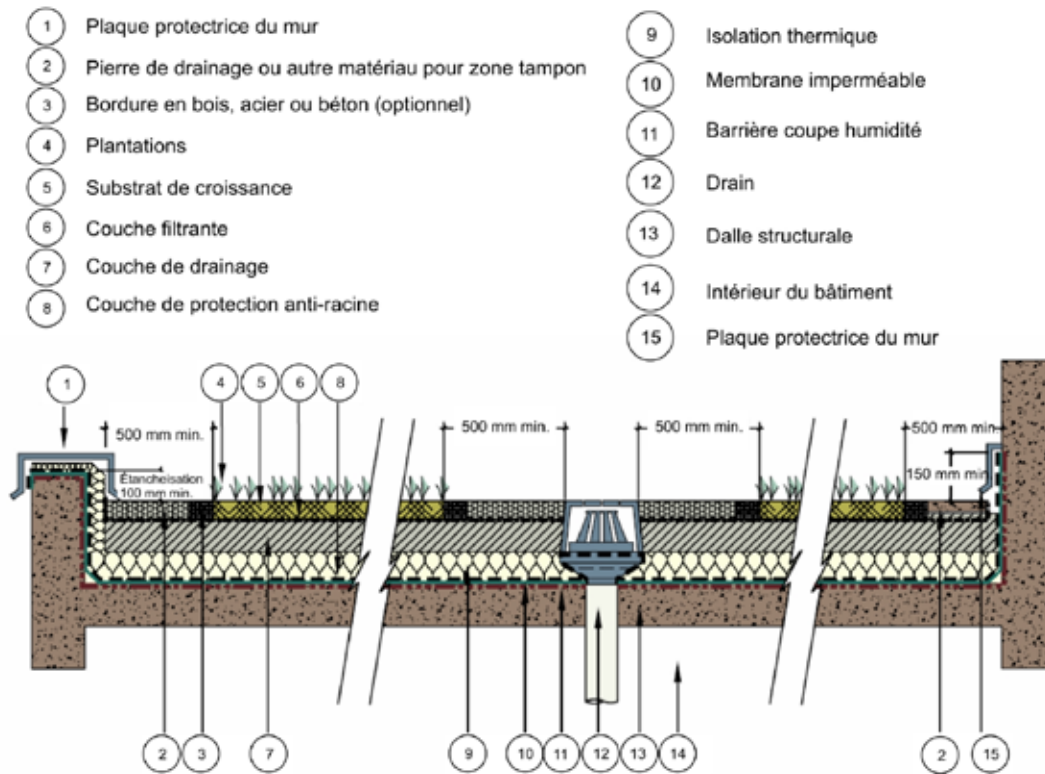 1 Plaque protectrice du mur
2 Pierre de drainage ou autre matériau pour zone tampon
3 Bordure en bois, acier ou béton (optionnel)
4 Plantations
5 Substrat de croissance
6 Couche filtrante
7 Couche de drainage
8 Couche de protection anti-racine
9 Isolation thermique
10 Membrane imperméable
11 Barrière coupe humidité
12 Drain
13 Dalle structurale
14 Intérieur du bâtiment
15 Plaque protectrice du mur
1 4 5 6 8
500 mm min. 500 mm min. 500 mm min. 500 mm min.
Étancheisation
100 mm min.
150 mm min
2 3 7 9 10 11 12 13 14 2 15